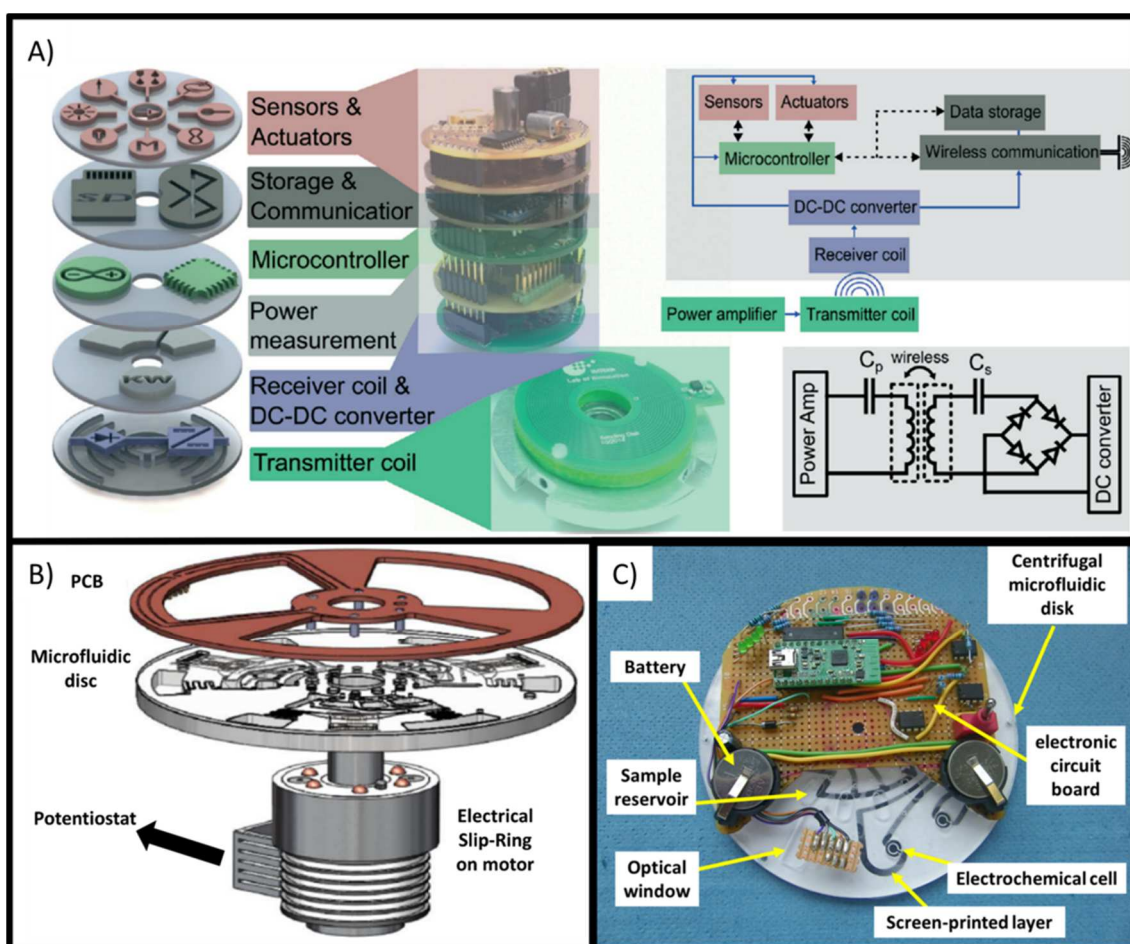 A)
Sensors &
Actuators
Storage &
Communicatior
Microcontroller
Power
measurement
Receiver coil &
DC-DC converter
Transmitter coil
SD
M
KW
Sensors
Actuators
Data storage
Microcontroller
Wireless communication
DC-DC converter
Receiver coil
Power amplifier
Transmitter coil
Cp
wireless
Cs
Power Amp
DC converter
B)
PCB
Microfluidic
disc
Potentiostat
Electrical
Slip-Ring
on motor
C)
Centrifugal
microfluidic
disk
Battery
Sample
reservoir
electronic
circuit
board
Optical
window
Electrochemical cell
Screen-printed layer